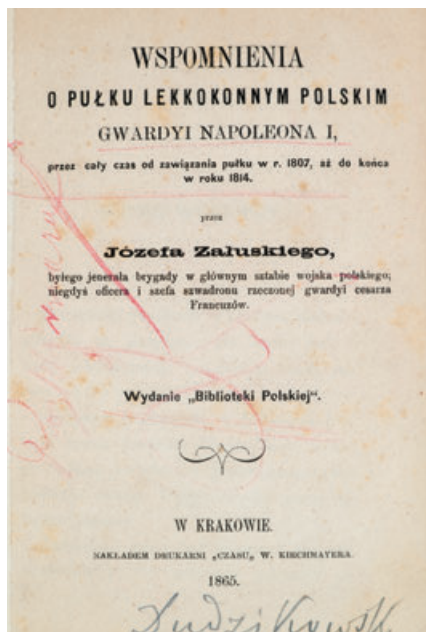 WSPOMNIENIA
O PUŁKU LEKKOKONNYM POLSKIM
GWARDYI NAPOLEONA I,
przez cały czas od zawiązania pułku w r. 1807, aż do końca
w roku 1814.
przez
Józefa Załuskiego,
byłego jenerała brygady w głównym sztabie wojska polskiego;
niegdyś oficera i szefa szwadronu rzeczonej gwardyi cesarza
Francuzów.
Wydanie „Biblioteki Polskiej“.
W KRAKOWIE.
NAKŁADEM DRUKARNI „CZASU„ W. KIRCHMAYERA.
1865.